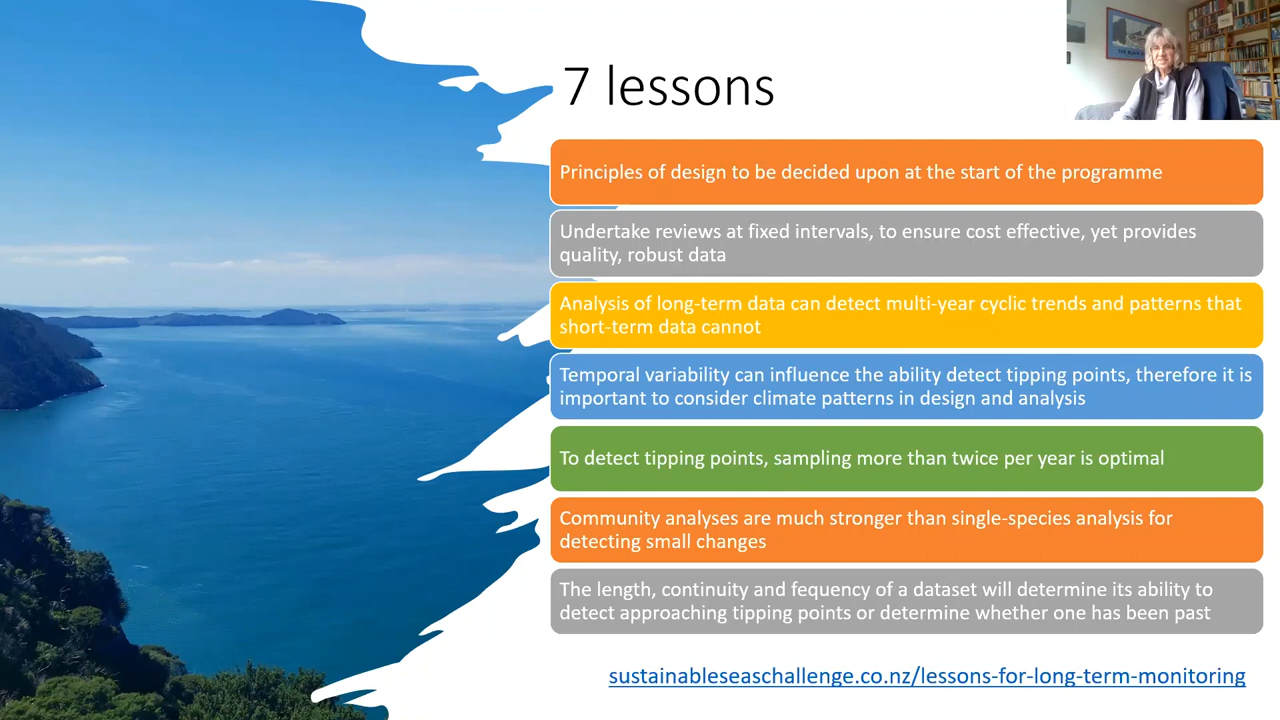 7 lessons
Principles of design to be decided upon at the start of the programme
Undertake reviews at fixed intervals, to ensure cost effective, yet provides
quality, robust data
Analysis of long-term data can detect multi-year cyclic trends and patterns that
short-term data cannot
Temporal variability can influence the ability detect tipping points, therefore it is
important to consider climate patterns in design and analysis
To detect tipping points, sampling more than twice per year is optimal
Community analyses are much stronger than single-species analysis for
detecting small changes
The length, continuity and fequency of a dataset will determine its ability to
detect approaching tipping points or determine whether one has been past
sustainableseaschallenge.co.nz/lessons-for-long-term-monitoring